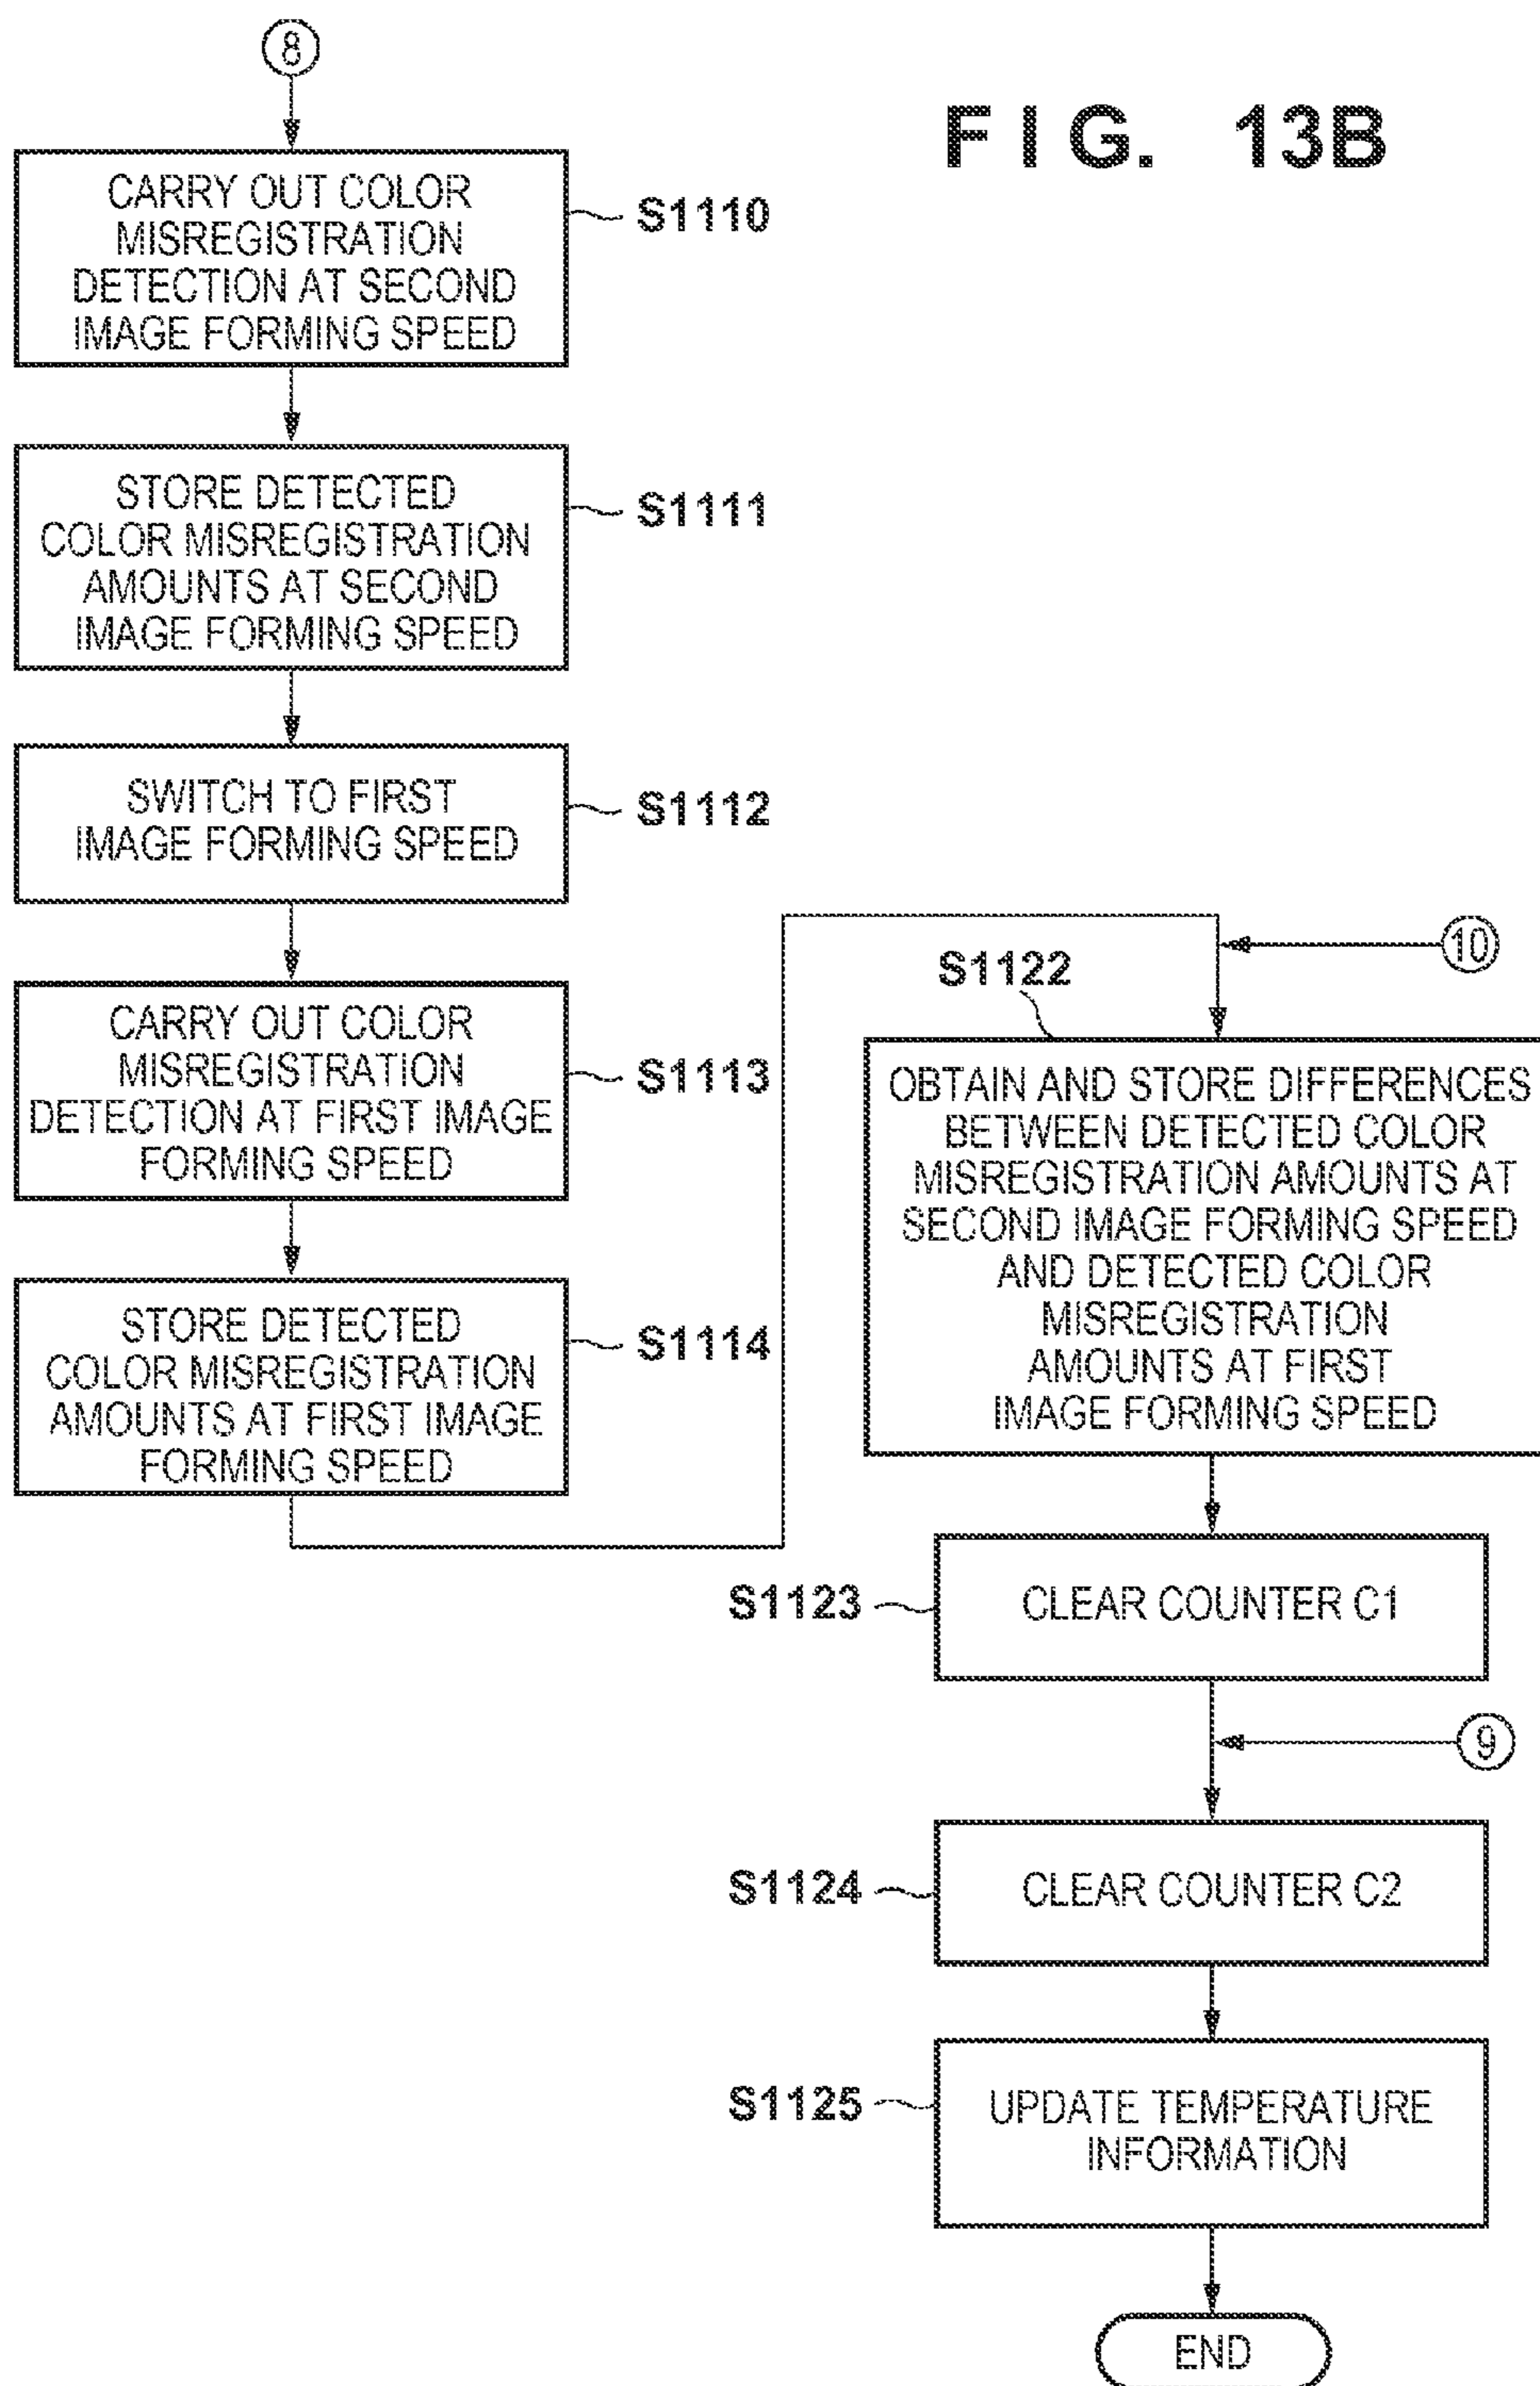 8
FIG. 13B
CARRY OUT COLOR
MISREGISTRATION
DETECTION AT SECOND
IMAGE FORMING SPEED
S1110
STORE DETECTED
COLOR MISREGISTRATION
AMOUNTS AT SECOND
IMAGE FORMING SPEED
S1111
SWITCH TO FIRST
IMAGE FORMING SPEED
S1112
CARRY OUT COLOR
MISREGISTRATION
DETECTION AT FIRST IMAGE
FORMING SPEED
S1113
STORE DETECTED
COLOR MISREGISTRATION
AMOUNTS AT FIRST IMAGE
FORMING SPEED
S1114
10
S1122
OBTAIN AND STORE DIFFERENCES
BETWEEN DETECTED COLOR
MISREGISTRATION AMOUNTS AT
SECOND IMAGE FORMING SPEED
AND DETECTED COLOR
MISREGISTRATION
AMOUNTS AT FIRST
IMAGE FORMING SPEED
S1123
CLEAR COUNTER C1
9
S1124
CLEAR COUNTER C2
S1125
UPDATE TEMPERATURE
INFORMATION
END